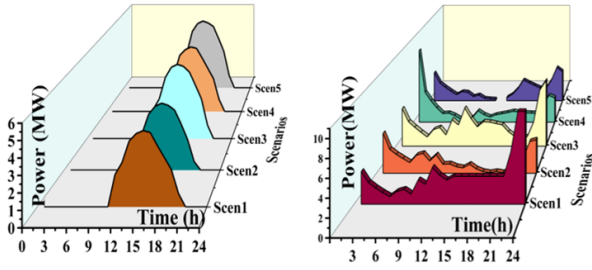 Power (MW)
6
5
4
3
2
1
0
0 3 6 9 12 15 18 21 24
Time (h)
Scen1
Scen2
Scen3
Scen4
Scen5
Scenarios
Power(MW)
10
8
6
4
2
0
3 6 9 12 15 18 21 24
Time(h)
Scen1
Scen2
Scen3
Scen4
Scen5
Scenarios